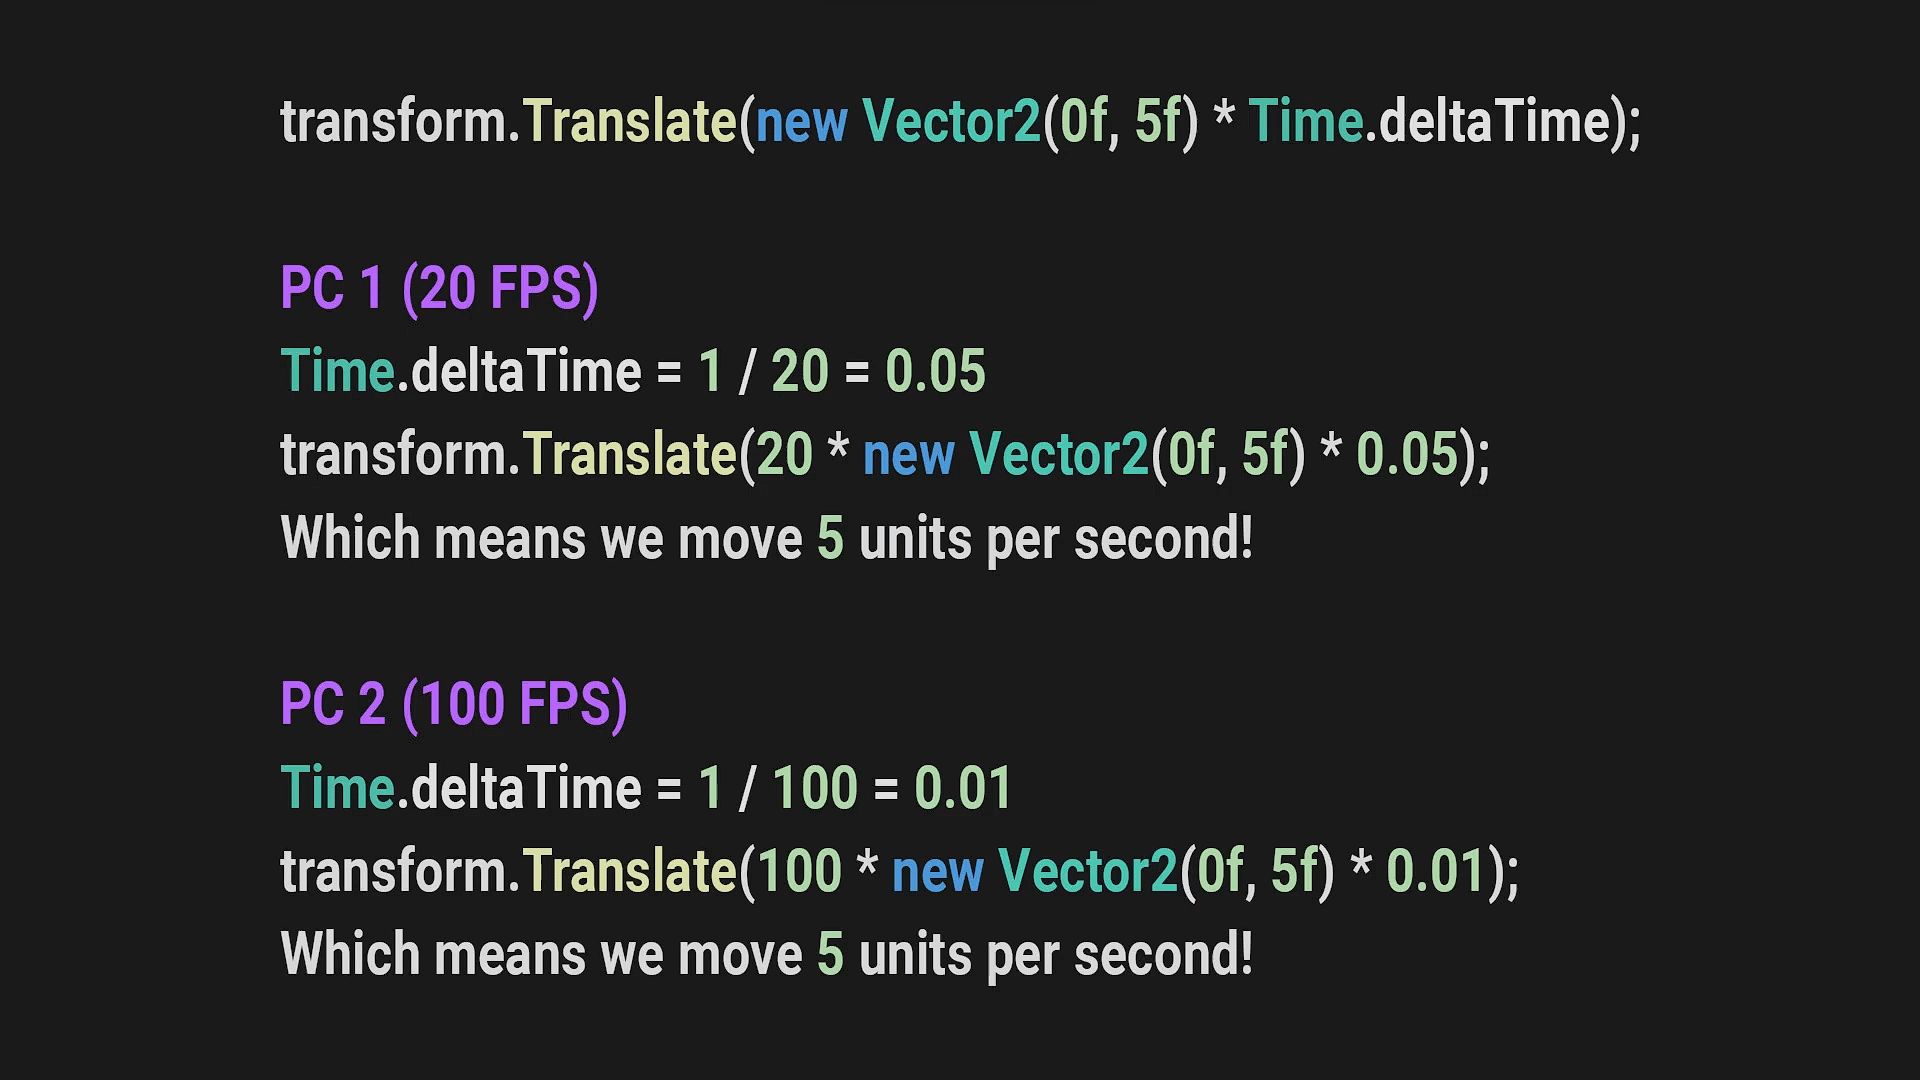 transform.Translate(new Vector2(0f, 5f) * Time.deltaTime);
PC 1 (20 FPS)
Time.deltaTime = 1 / 20 = 0.05
transform.Translate(20 * new Vector2(0f, 5f) * 0.05);
Which means we move 5 units per second!
PC 2 (100 FPS)
Time.deltaTime = 1 / 100 = 0.01
transform.Translate(100 * new Vector2(0f, 5f) * 0.01);
Which means we move 5 units per second!